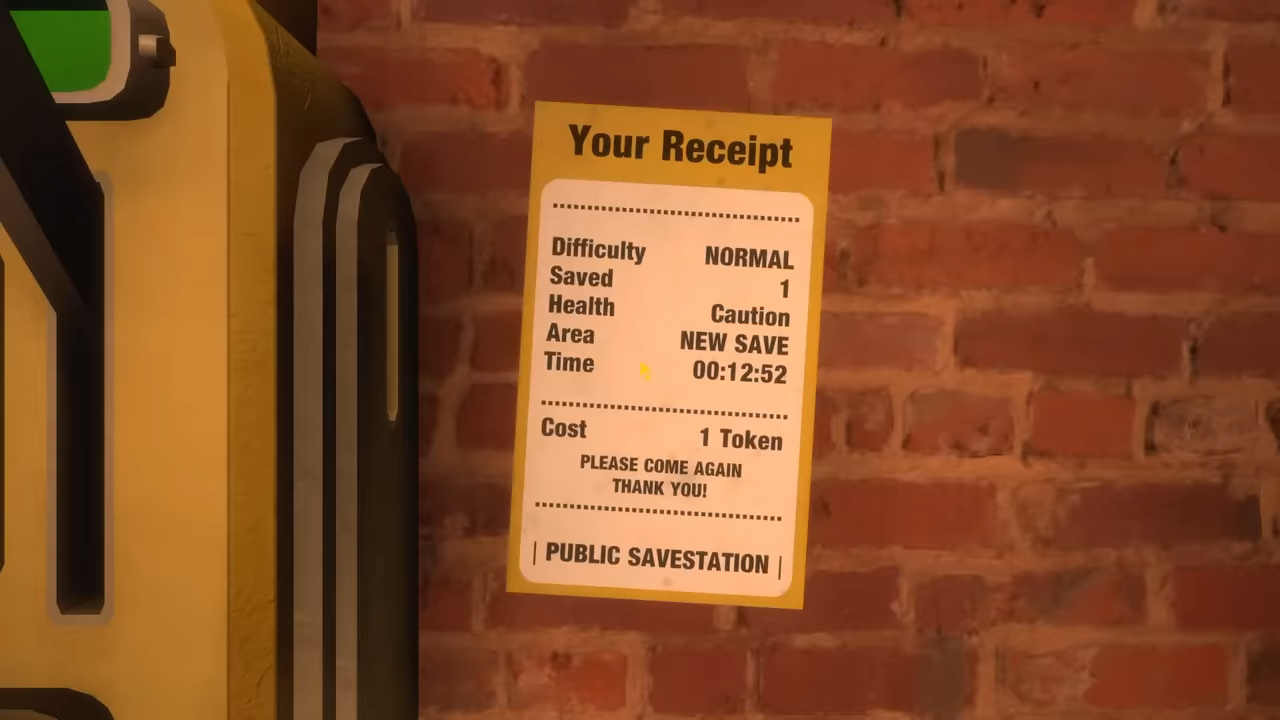 Your Receipt
Difficulty NORMAL
Saved 1
Health Caution
Area NEW SAVE
Time 00:12:52
Cost 1 Token
PLEASE COME AGAIN
THANK YOU!
| PUBLIC SAVESTATION |